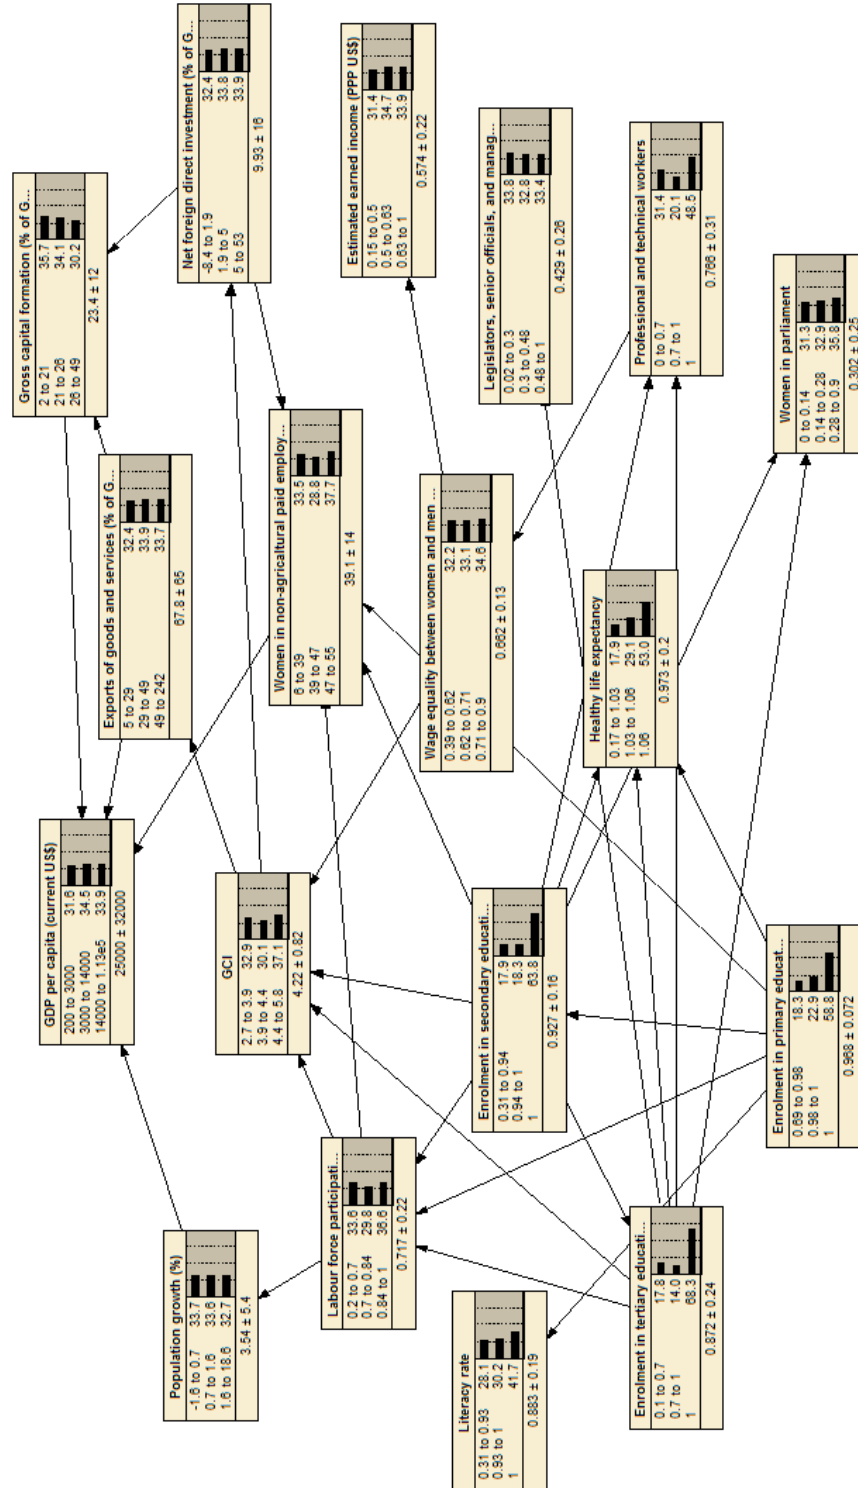 Population growth (%)
-1.6 to 0.7 33.7
0.7 to 1.6 33.6
1.6 to 18.6 32.7
3.54 ± 5.4
GDP per capita (current US$)
200 to 3000 31.6
3000 to 14000 34.5
14000 to 1.13e5 33.9
25000 ± 32000
Exports of goods and services (% of G...
5 to 29 32.4
29 to 49 33.9
49 to 242 33.7
67.8 ± 65
Gross capital formation (% of G...
2 to 21 35.7
21 to 26 34.1
26 to 49 30.2
23.4 ± 12
Net foreign direct investment (% of G...
-8.4 to 1.9 32.4
1.9 to 5 33.8
5 to 53 33.9
9.93 ± 16
Labour force participati...
0.2 to 0.7 33.6
0.7 to 0.84 29.8
0.84 to 1 36.6
0.717 ± 0.22
GCI
2.7 to 3.9 32.9
3.9 to 4.4 30.1
4.4 to 5.8 37.1
4.22 ± 0.82
Women in non-agricaltural paid employ...
6 to 39 33.5
39 to 47 28.8
47 to 55 37.7
39.1 ± 14
Estimated earned income (PPP US$)
0.15 to 0.5 31.4
0.5 to 0.63 34.7
0.63 to 1 33.9
0.574 ± 0.22
Literacy rate
0.31 to 0.93 28.1
0.93 to 1 30.2
1 41.7
0.883 ± 0.19
Enrolment in secondary educati...
0.31 to 0.94 17.9
0.94 to 1 18.3
1 63.8
0.927 ± 0.16
Wage equality between women and men ...
0.39 to 0.62 32.2
0.62 to 0.71 33.1
0.71 to 0.9 34.6
0.662 ± 0.13
Legislators, senior officials, and manag...
0.02 to 0.3 33.8
0.3 to 0.48 32.8
0.48 to 1 33.4
0.429 ± 0.26
Enrolment in tertiary educati...
0.1 to 0.7 17.8
0.7 to 1 14.0
1 68.3
0.872 ± 0.24
Healthy life expectancy
0.17 to 1.03 17.9
1.03 to 1.06 29.1
1.06 53.0
0.973 ± 0.2
Professional and technical workers
0 to 0.7 31.4
0.7 to 1 20.1
1 48.5
0.766 ± 0.31
Enrolment in primary educat...
0.69 to 0.98 18.3
0.98 to 1 22.9
1 58.8
0.968 ± 0.072
Women in parliament
0 to 0.14 31.3
0.14 to 0.28 32.9
0.28 to 0.9 35.8
0.302 ± 0.25